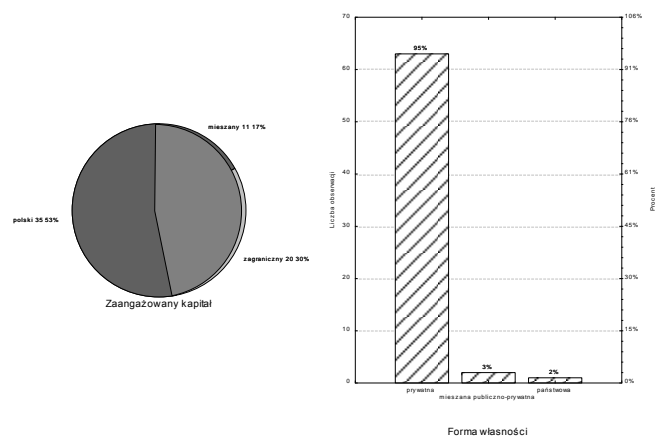 mieszany 11 17%
polski 35 53%
zagraniczny 20 30%
Zaangażowany kapitał
70
60
50
40
30
20
10
0
Liczba obserwacji
95%
3%
2%
106%
91%
76%
61%
45%
30%
15%
0%
Procent
prywatna
mieszana publiczno-prywatna
państwowa
Forma własności